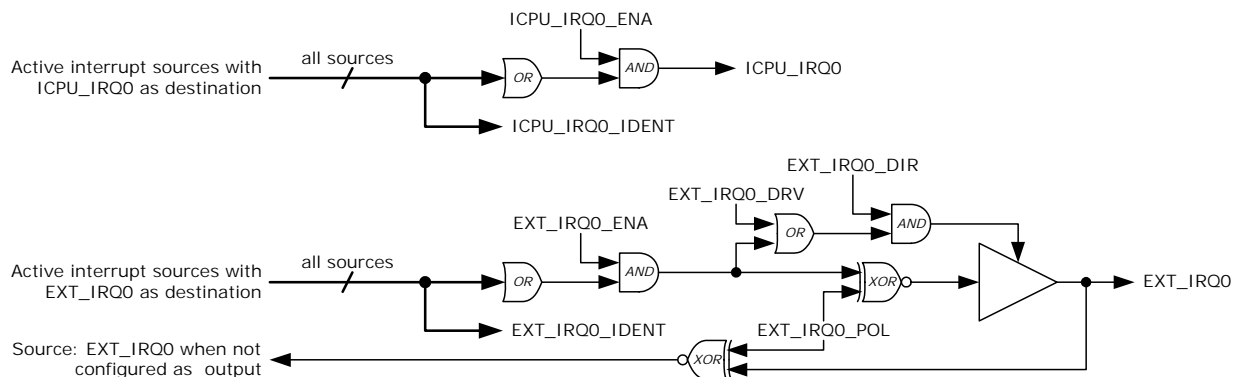 ICPU_IRQ0_ENA
all sources
Active interrupt sources with
ICPU_IRQ0 as destination
OR
AND
ICPU_IRQ0
ICPU_IRQ0_IDENT
EXT_IRQ0_DIR
EXT_IRQ0_DRV
AND
EXT_IRQ0_ENA
OR
all sources
Active interrupt sources with
EXT_IRQ0 as destination
OR
AND
XOR
EXT_IRQ0
EXT_IRQ0_IDENT
EXT_IRQ0_POL
Source: EXT_IRQ0 when not
configured as output
XOR